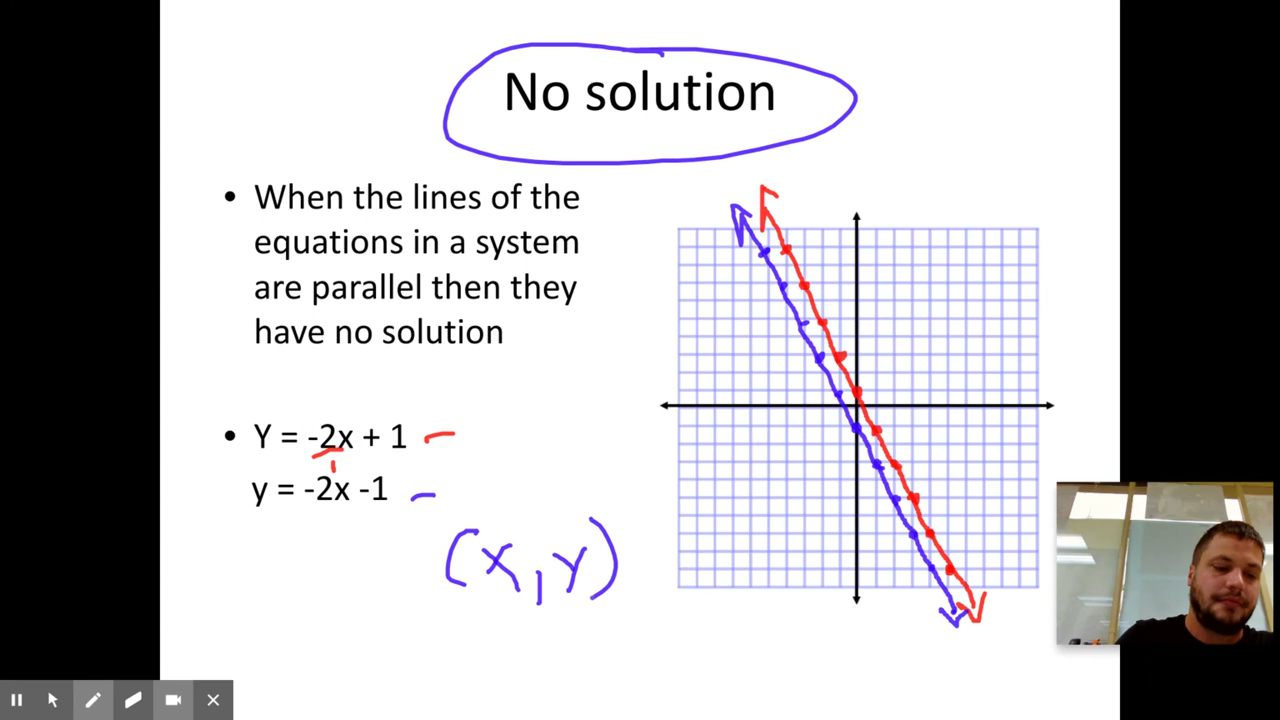 No solution
• When the lines of the
equations in a system
are parallel then they
have no solution
• Y = -2x + 1
1
y = -2x -1
(x, y)